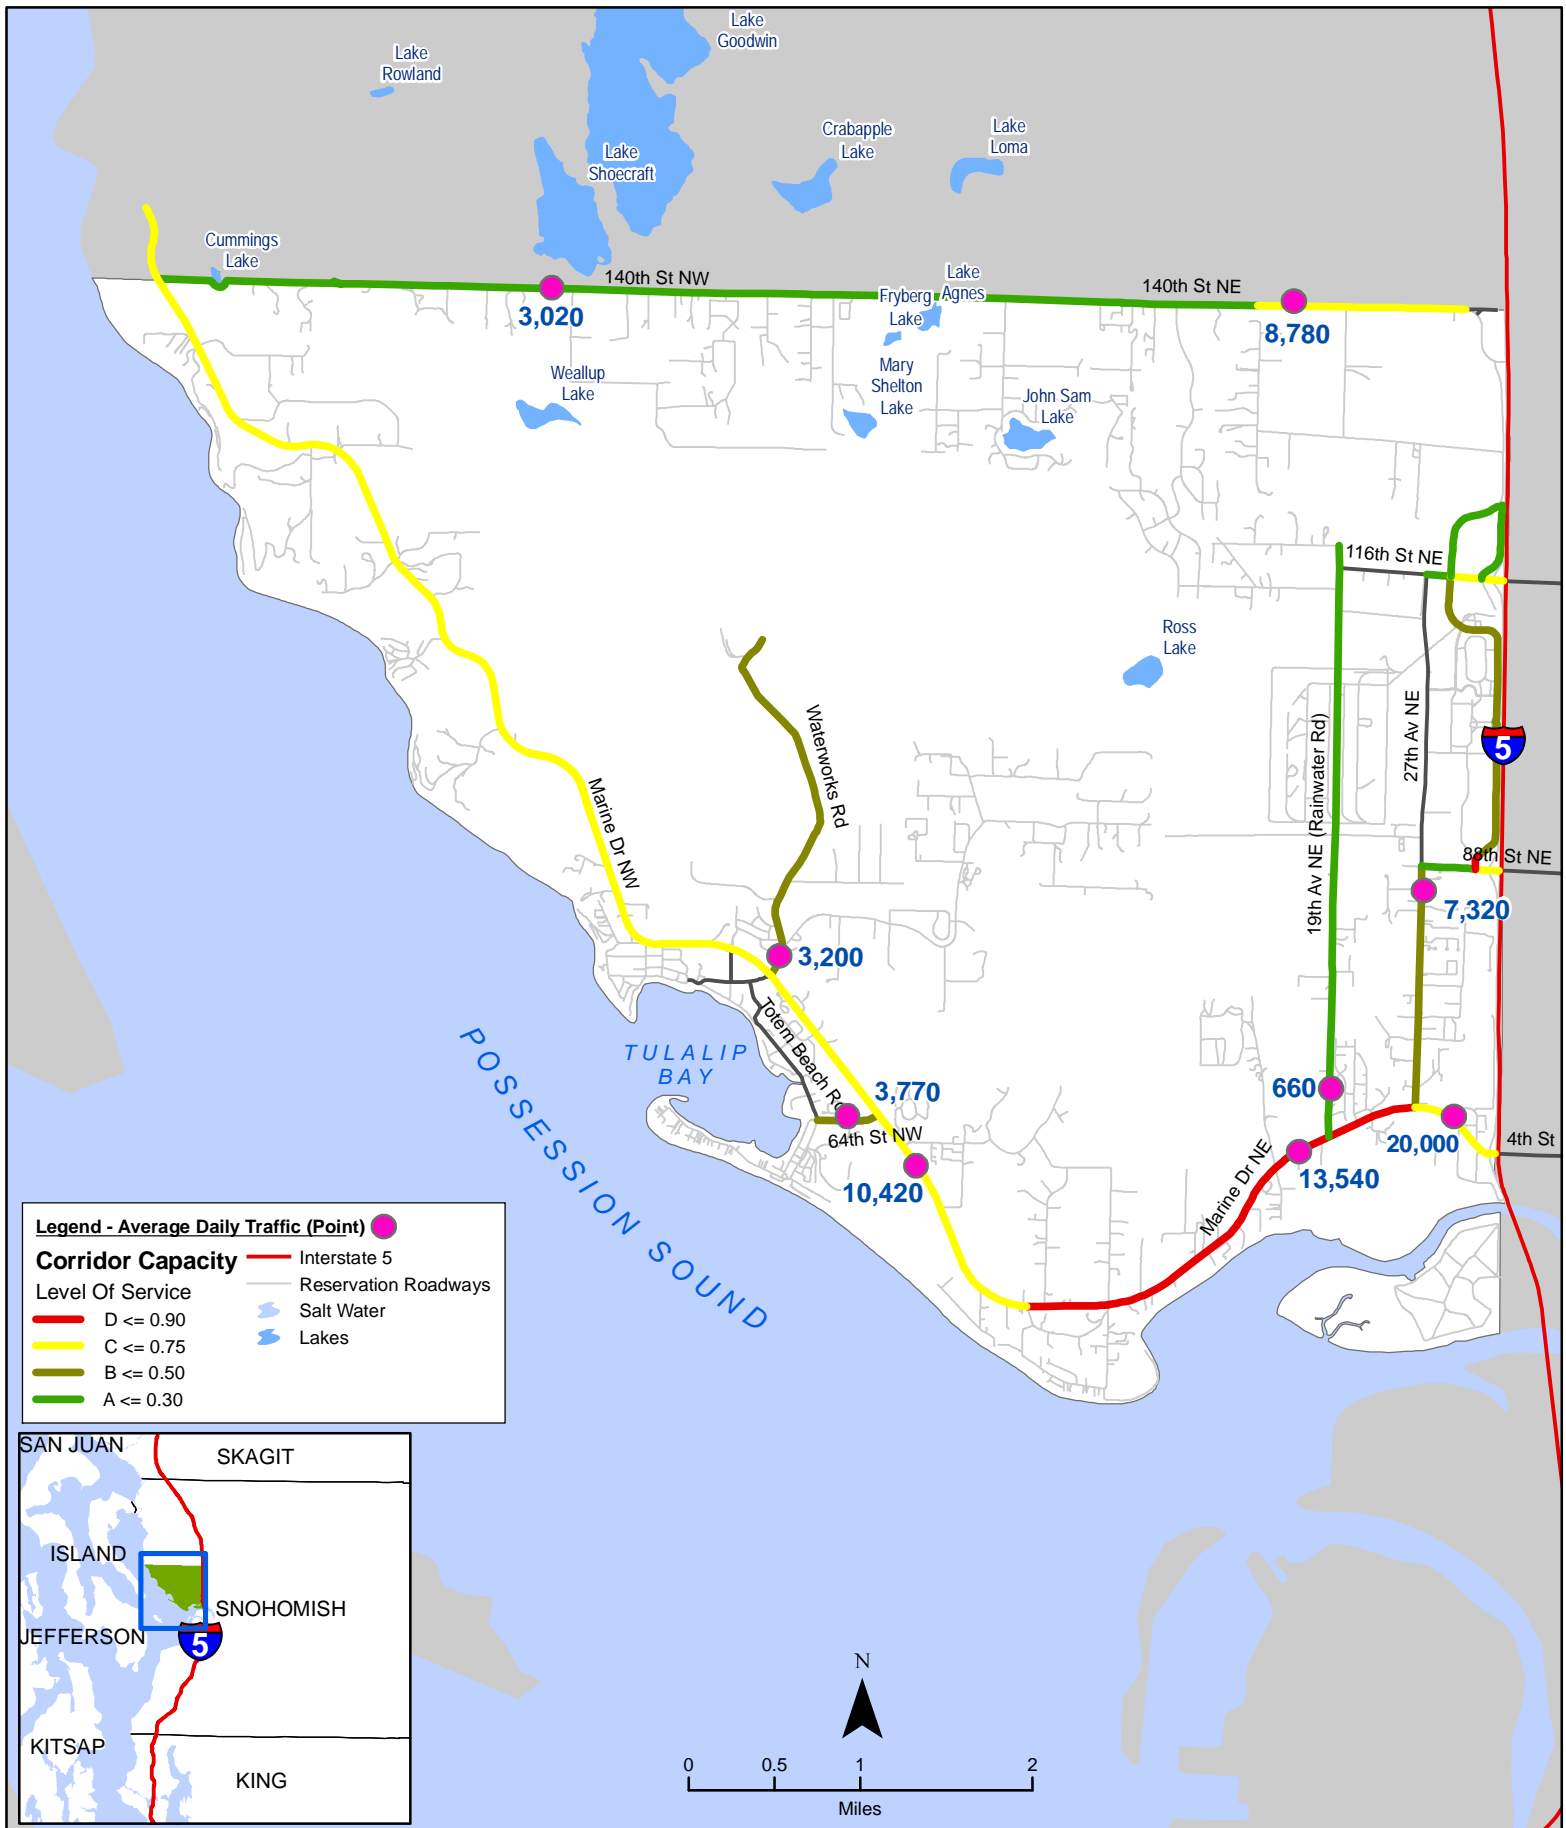 Lake
Goodwin
Lake
Rowland
Crabapple
Lake
Lake
Loma
Lake
Shoecraft
Cummings
Lake
140th St NW
Lake
Agnes
140th St NE
Fryberg
Lake
3,020
8,780
Weallup
Lake
Mary
Shelton
Lake
John Sam
Lake
116th St NE
Ross
Lake
Waterworks Rd
27th Av NE
19th Av NE (Rainwater Rd)
5
Marine Dr NW
88th St NE
7,320
3,200
Totem Beach Rd
TULALIP
BAY
3,770
660
64th St NW
20,000
4th St
10,420
Marine Dr NE
13,540
POSSESSION SOUND
Legend - Average Daily Traffic (Point)
Corridor Capacity
Level Of Service
D <= 0.90
C <= 0.75
B <= 0.50
A <= 0.30
Interstate 5
Reservation Roadways
Salt Water
Lakes
SAN JUAN
SKAGIT
ISLAND
SNOHOMISH
JEFFERSON
5
KITSAP
KING
N
0 0.5 1 2
Miles